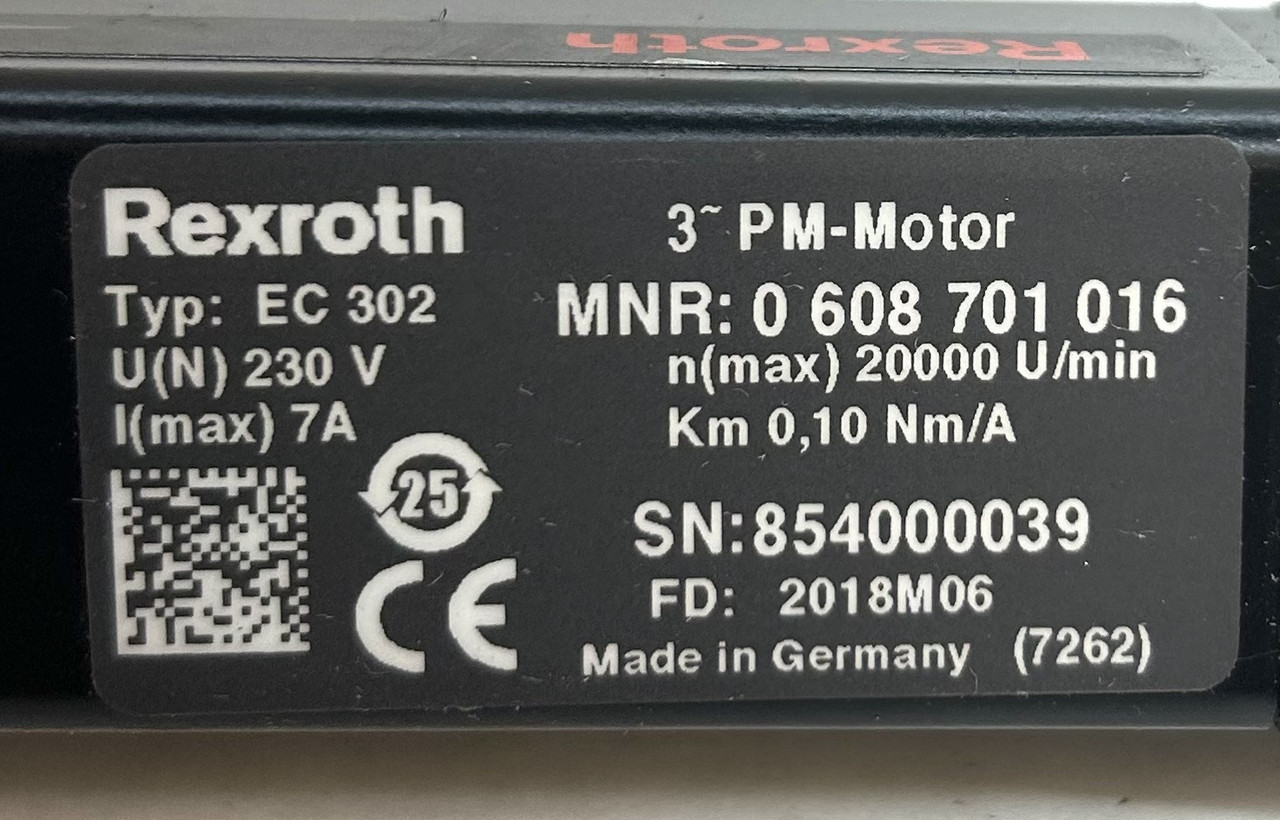 Rexroth
Rexroth
3~ PM-Motor
Typ: EC 302
MNR: 0 608 701 016
U(N) 230 V
n(max) 20000 U/min
I(max) 7A
Km 0,10 Nm/A
25
SN:854000039
CE
FD: 2018M06
Made in Germany (7262)